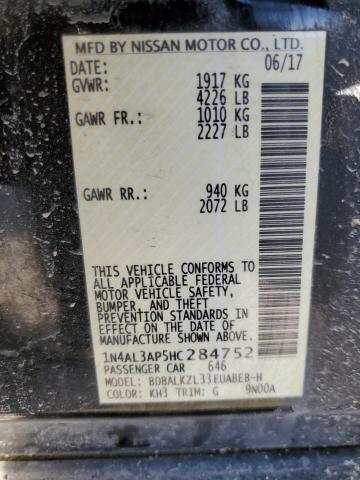 MFD BY NISSAN MOTOR CO., LTD.
DATE: 06/17
GVWR: 1917 KG
4226 LB
GAWR FR.: 1010 KG
2227 LB
GAWR RR.: 940 KG
2072 LB
THIS VEHICLE CONFORMS TO
ALL APPLICABLE FEDERAL
MOTOR VEHICLE SAFETY,
BUMPER, AND THEFT
PREVENTION STANDARDS IN
EFFECT ON THE DATE OF
MANUFACTURE SHOWN ABOVE.
1N4AL3AP5HC284752
PASSENGER CAR 646
MODEL: BDBALKZL33EUABEB-H
COLOR: KH3 TRIM: G 9N00A